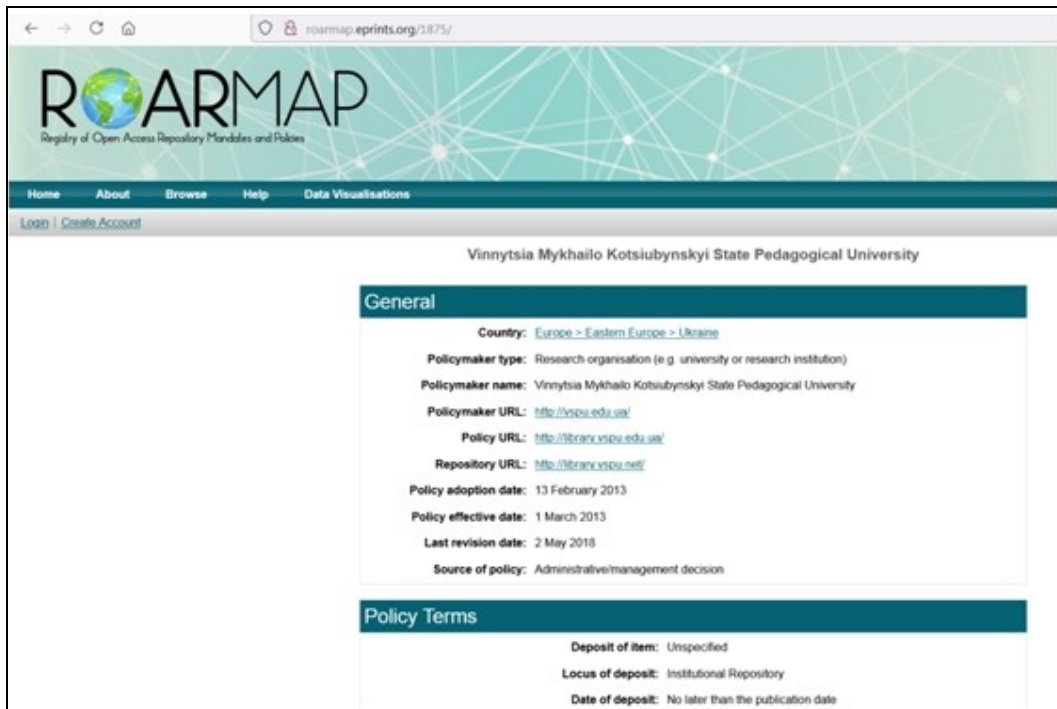 roarmap.eprints.org/1875/
ROARMAP
Registry of Open Access Repository Mandates and Policies
Home About Browse Help Data Visualisations
Login | Create Account
Vinnytsia Mykhailo Kotsiubynskyi State Pedagogical University
General
Country: Europe > Eastern Europe > Ukraine
Policymaker type: Research organisation (e.g. university or research institution)
Policymaker name: Vinnytsia Mykhailo Kotsiubynskyi State Pedagogical University
Policymaker URL: http://vspu.edu.ua/
Policy URL: http://library.vspu.edu.ua/
Repository URL: http://library.vspu.net/
Policy adoption date: 13 February 2013
Policy effective date: 1 March 2013
Last revision date: 2 May 2018
Source of policy: Administrative/management decision
Policy Terms
Deposit of item: Unspecified
Locus of deposit: Institutional Repository
Date of deposit: No later than the publication date